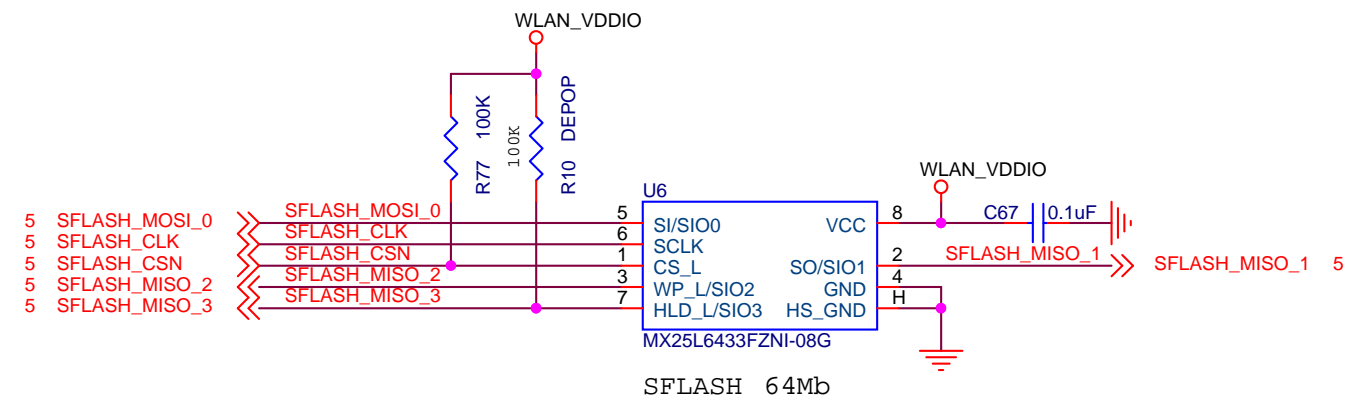 WLAN_VDDIO
R77 100K
100K
R10 DEPOP
WLAN_VDDIO
U6
C67 0.1uF
5 SFLASH_MOSI_0 SFLASH_MOSI_0 5 SI/SIO0 VCC 8
5 SFLASH_CLK SFLASH_CLK 6 SCLK
5 SFLASH_CSN SFLASH_CSN 1 CS_L SO/SIO1 2 SFLASH_MISO_1 SFLASH_MISO_1 5
5 SFLASH_MISO_2 SFLASH_MISO_2 3 WP_L/SIO2 GND 4
5 SFLASH_MISO_3 SFLASH_MISO_3 7 HLD_L/SIO3 HS_GND H
MX25L6433FZNI-08G
SFLASH 64Mb